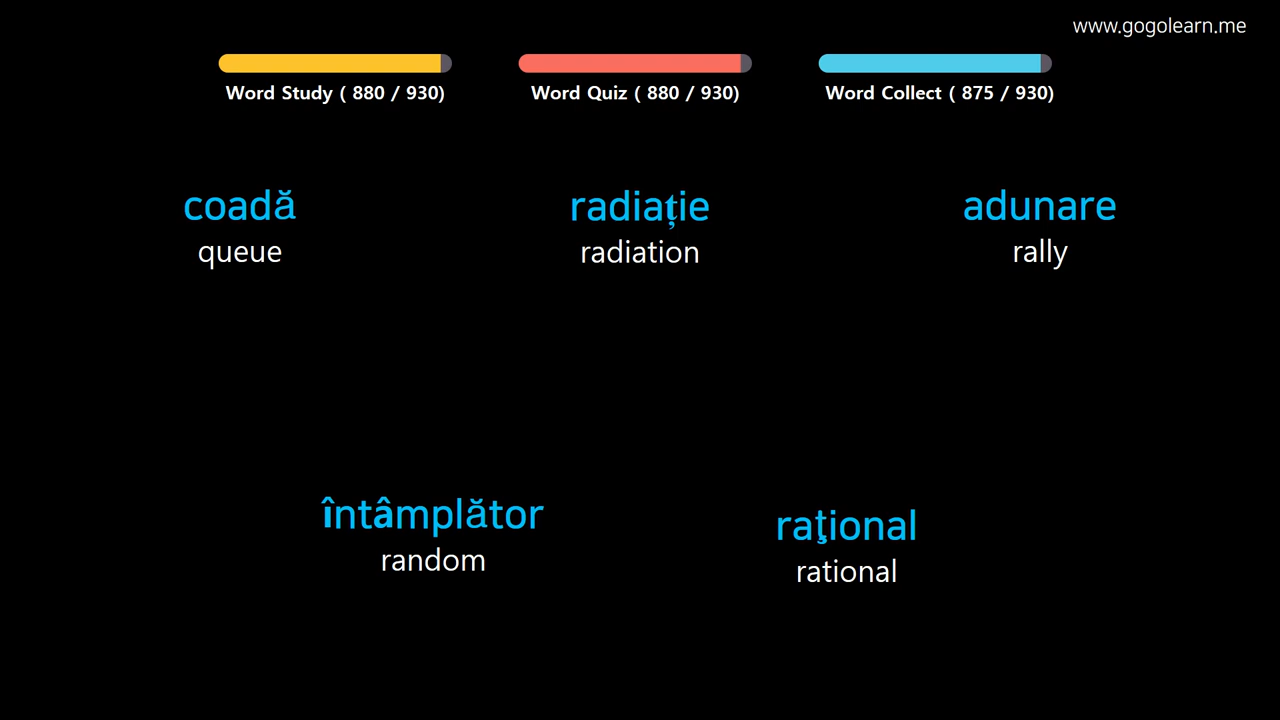 www.gogolearn.me
Word Study ( 880 / 930)
Word Quiz ( 880 / 930)
Word Collect ( 875 / 930)
coadă
queue
radiație
radiation
adunare
rally
întâmplător
random
raţional
rational